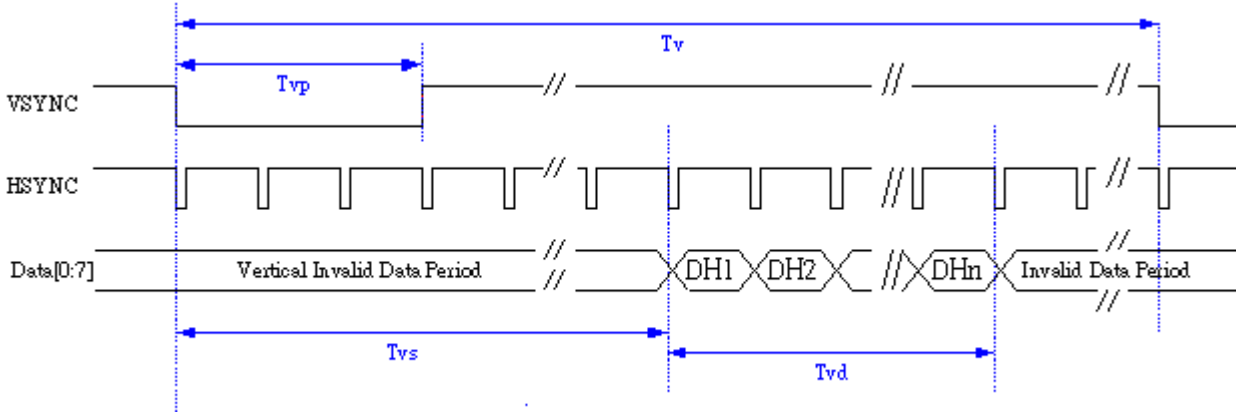 Tv
Tvp
VSYNC
HSYNC
Data[0:7] Vertical Invalid Data Period DH1 DH2 DHn Invalid Data Period
Tvs
Tvd